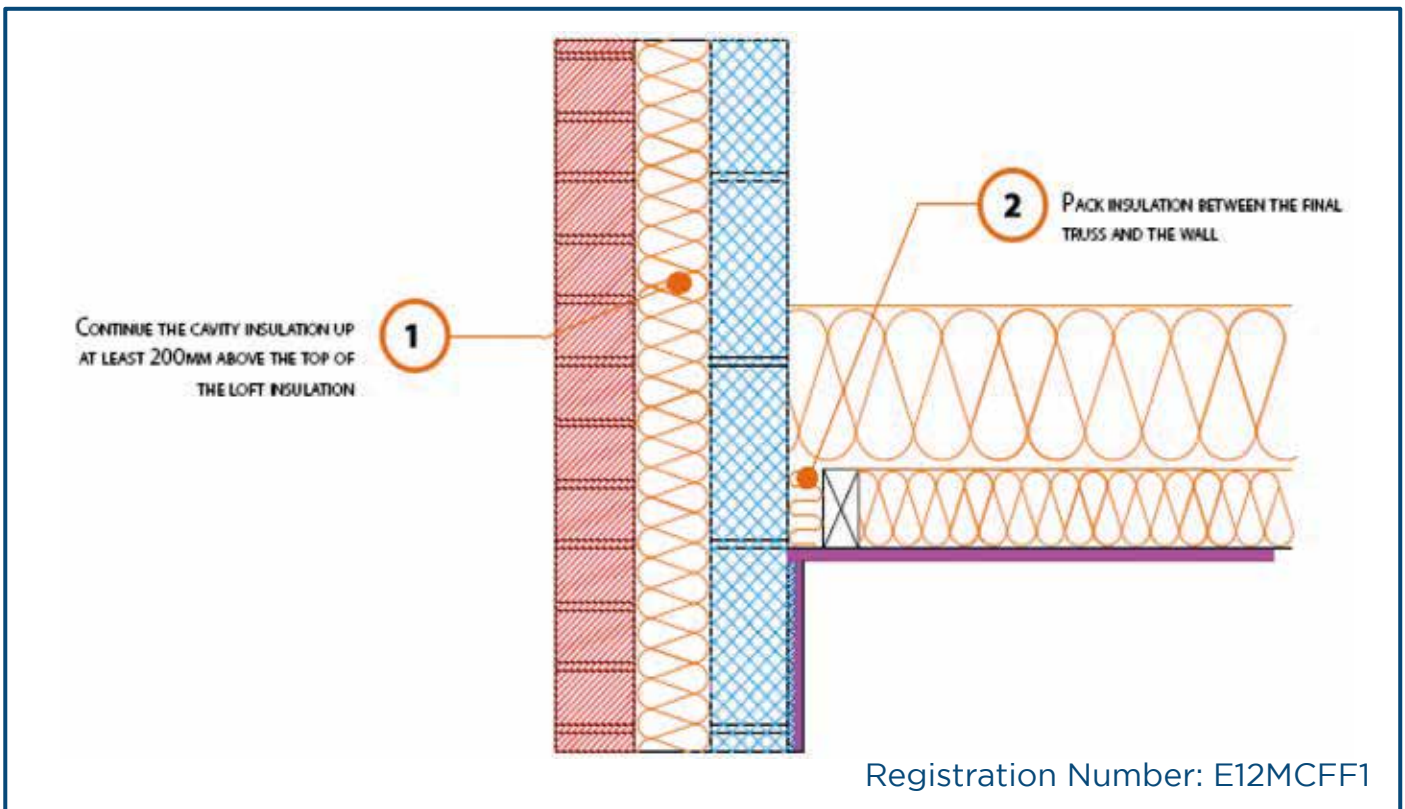 1
CONTINUE THE CAVITY INSULATION UP
AT LEAST 200MM ABOVE THE TOP OF
THE LOFT INSULATION
2
PACK INSULATION BETWEEN THE FINAL
TRUSS AND THE WALL
Registration Number: E12MCFF1